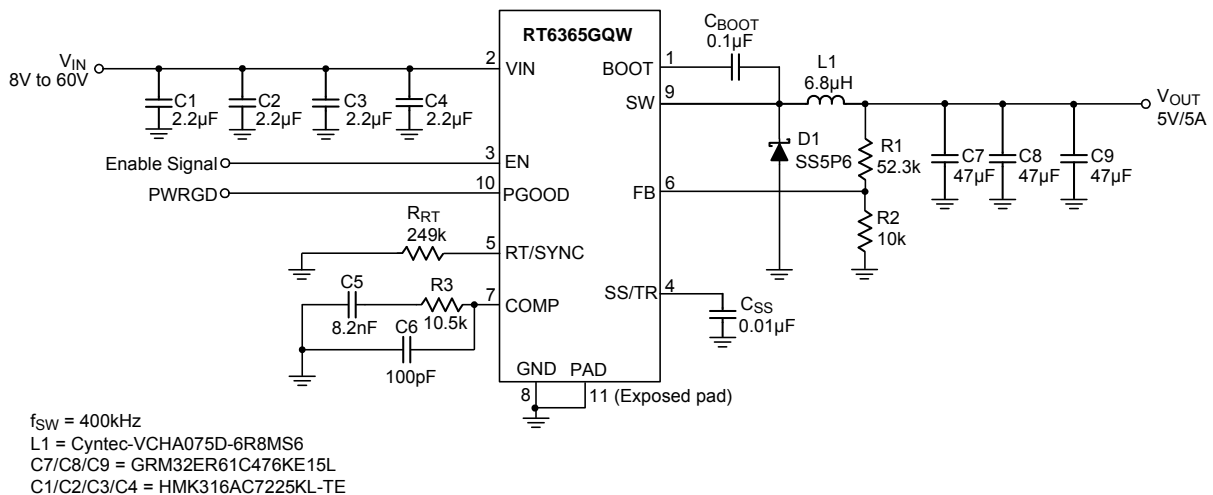 RT6365GQW
V_IN
8V to 60V
2
VIN
C1
2.2µF
C2
2.2µF
C3
2.2µF
C4
2.2µF
Enable Signal
3
EN
PWRGD
10
PGOOD
R_RT
249k
5
RT/SYNC
C5
8.2nF
R3
10.5k
7
COMP
C6
100pF
GND
8
PAD
11 (Exposed pad)
BOOT
1
C_BOOT
0.1µF
SW
9
L1
6.8µH
V_OUT
5V/5A
D1
SS5P6
R1
52.3k
FB
6
R2
10k
C7
47µF
C8
47µF
C9
47µF
SS/TR
4
C_SS
0.01µF
f_SW = 400kHz
L1 = Cyntec-VCHA075D-6R8MS6
C7/C8/C9 = GRM32ER61C476KE15L
C1/C2/C3/C4 = HMK316AC7225KL-TE